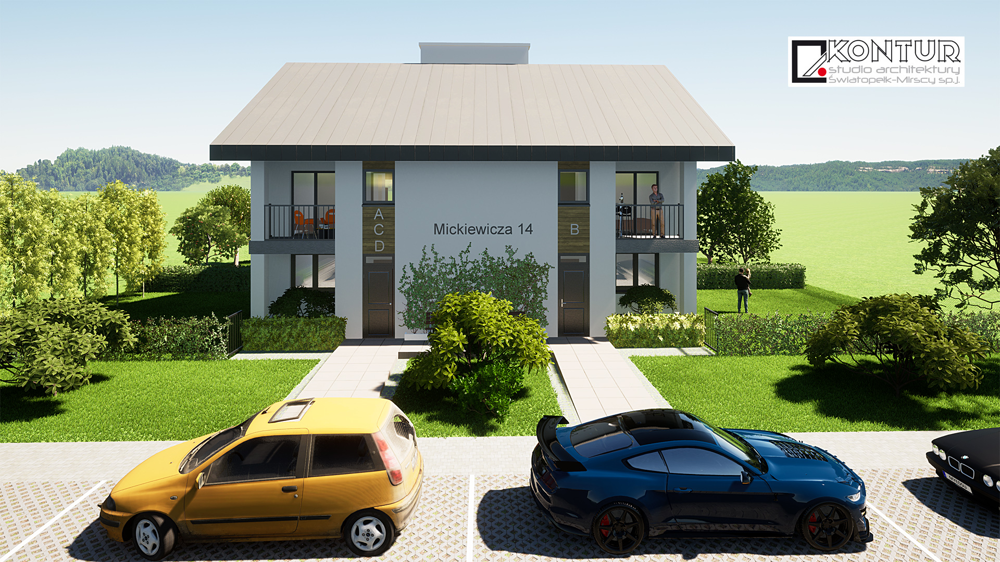 KONTUR
studio architektury
Światopełk-Mirscy sp.j.
A
C
D
Mickiewicza 14
B